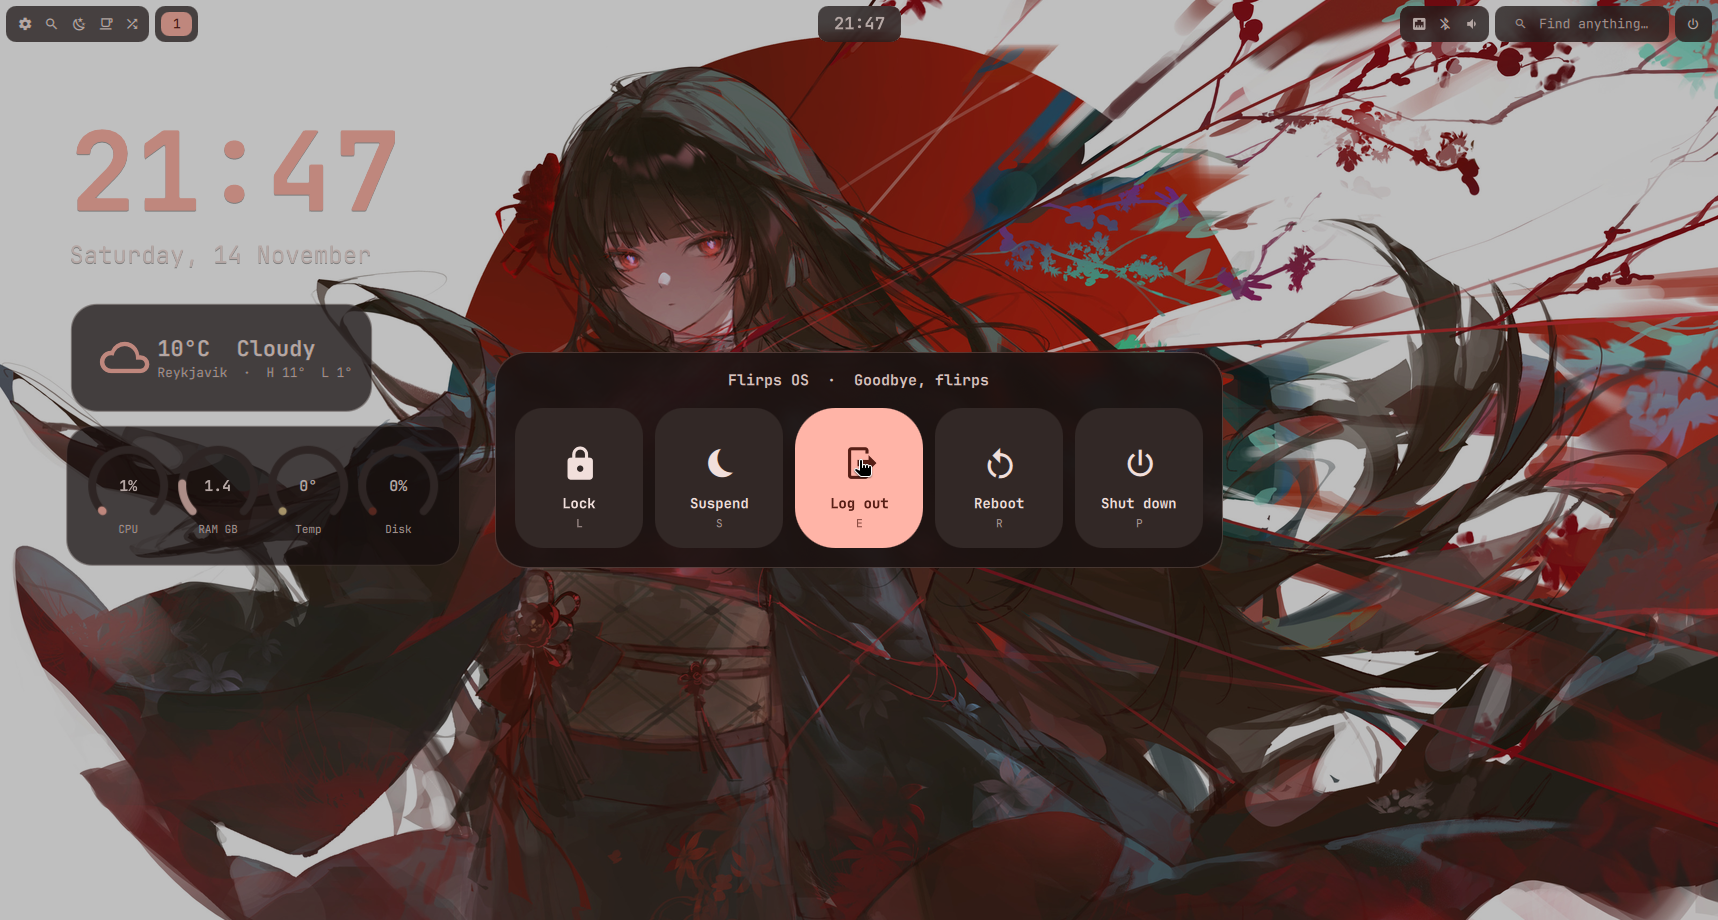 1
21:47
Find anything…
21:47
Saturday, 14 November
10°C Cloudy
Reykjavik · H 11° L 1°
1% 1.4 0° 0%
CPU RAM GB Temp Disk
Flirps OS · Goodbye, flirps
Lock Suspend Log out Reboot Shut down
L S E R P